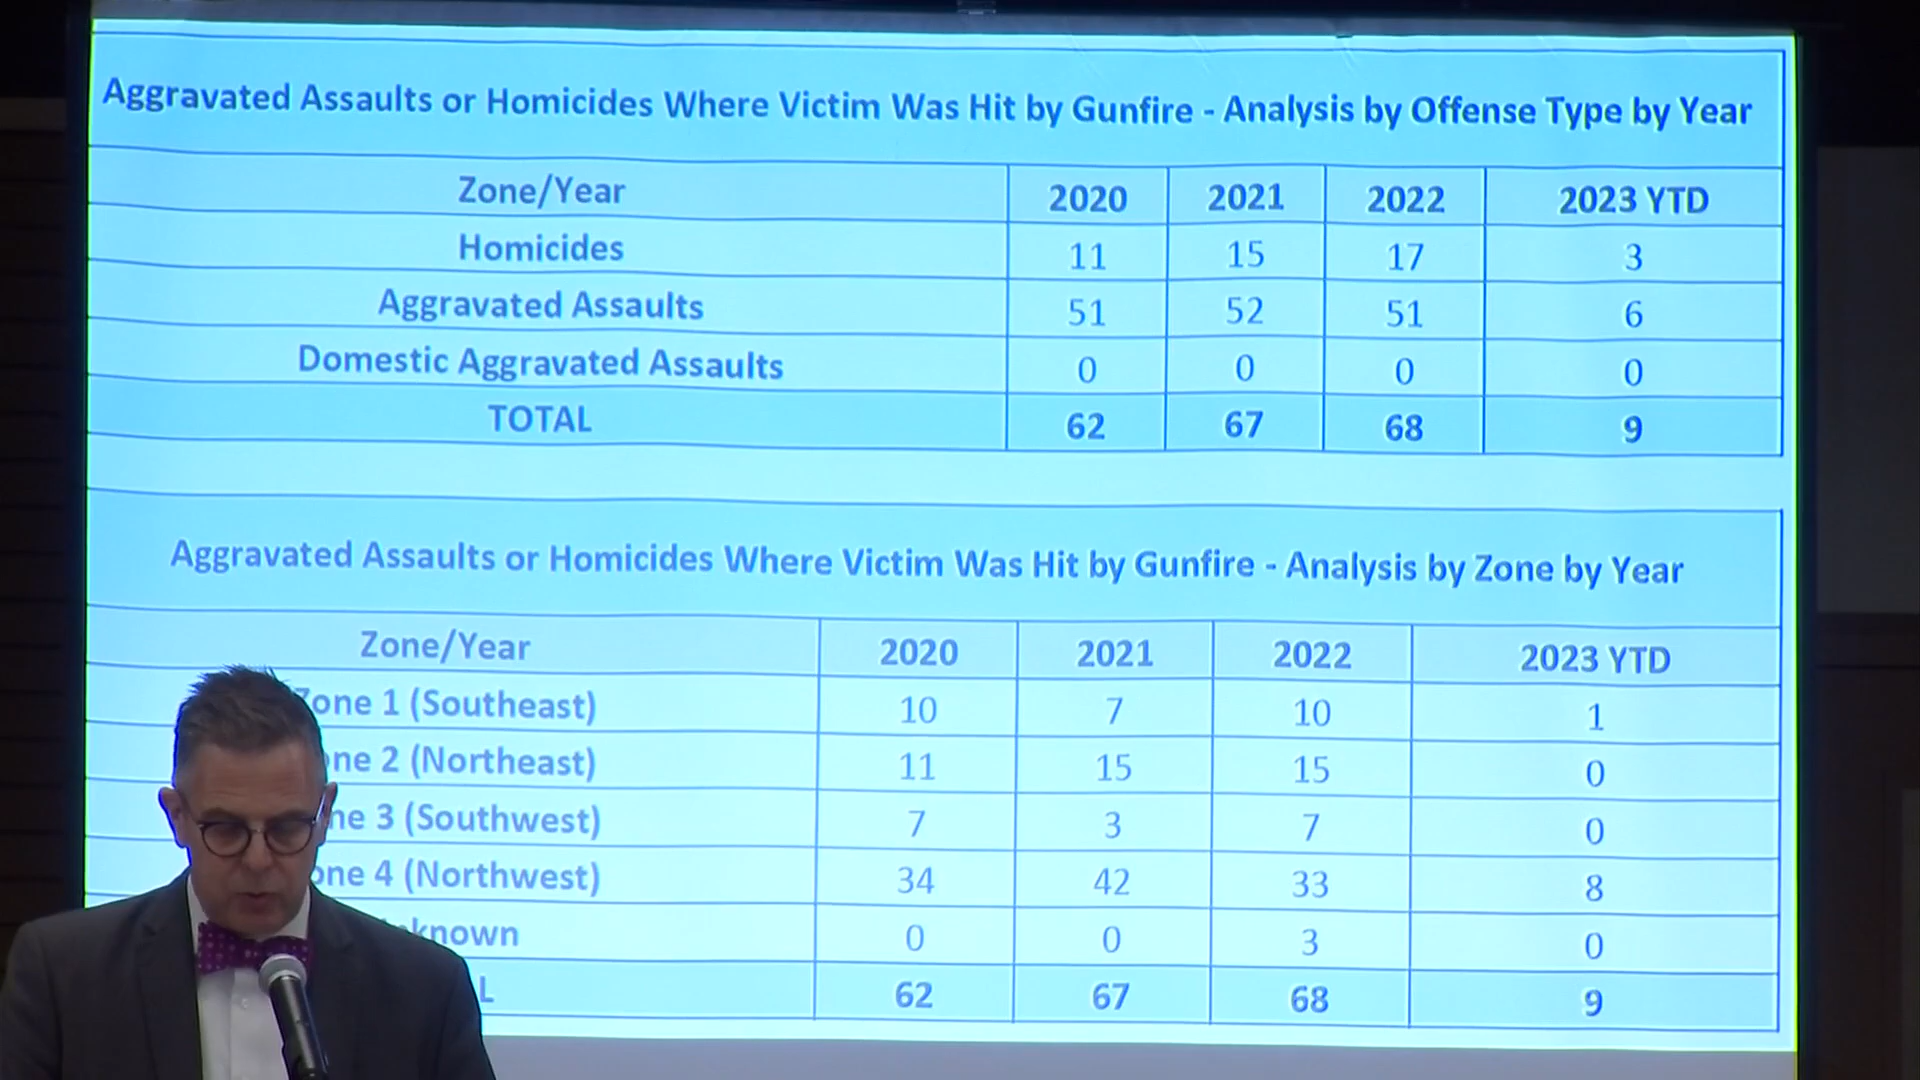 Aggravated Assaults or Homicides Where Victim Was Hit by Gunfire - Analysis by Offense Type by Year
Zone/Year 2020 2021 2022 2023 YTD
Homicides 11 15 17 3
Aggravated Assaults 51 52 51 6
Domestic Aggravated Assaults 0 0 0 0
TOTAL 62 67 68 9
Aggravated Assaults or Homicides Where Victim Was Hit by Gunfire - Analysis by Zone by Year
Zone/Year 2020 2021 2022 2023 YTD
one 1 (Southeast) 10 7 10 1
ne 2 (Northeast) 11 15 15 0
ne 3 (Southwest) 7 3 7 0
one 4 (Northwest) 34 42 33 8
known 0 0 3 0
L 62 67 68 9